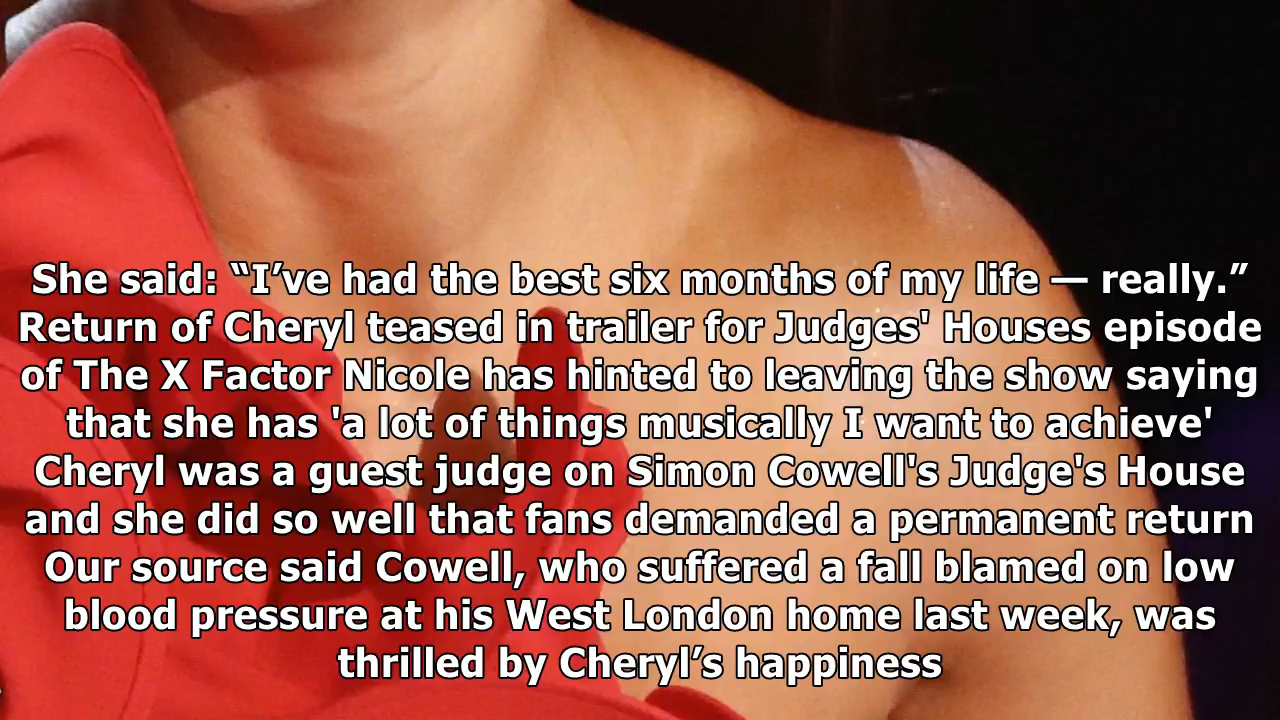 She said: “I’ve had the best six months of my life — really.”
Return of Cheryl teased in trailer for Judges' Houses episode
of The X Factor Nicole has hinted to leaving the show saying
that she has 'a lot of things musically I want to achieve'
Cheryl was a guest judge on Simon Cowell's Judge's House
and she did so well that fans demanded a permanent return
Our source said Cowell, who suffered a fall blamed on low
blood pressure at his West London home last week, was
thrilled by Cheryl’s happiness